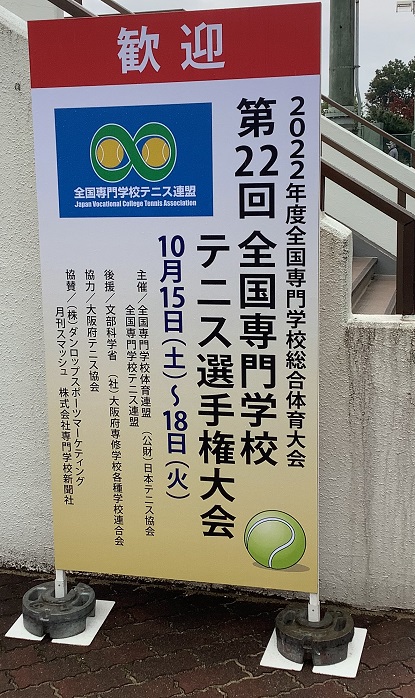 歓迎
全国専門学校テニス連盟
Japan Vocational College Tennis Association
2022年度全国専門学校総合体育大会
第22回 全国専門学校
テニス選手権大会
10月15日(土)~18日(火)
主催/全国専門学校体育連盟 (公財)日本テニス協会
全国専門学校テニス連盟
後援/文部科学省 (社)大阪府専修学校各種学校連合会
協力/大阪府テニス協会
協賛/(株)ダンロップスポーツマーケティング
月刊スマッシュ 株式会社専門学校新聞社